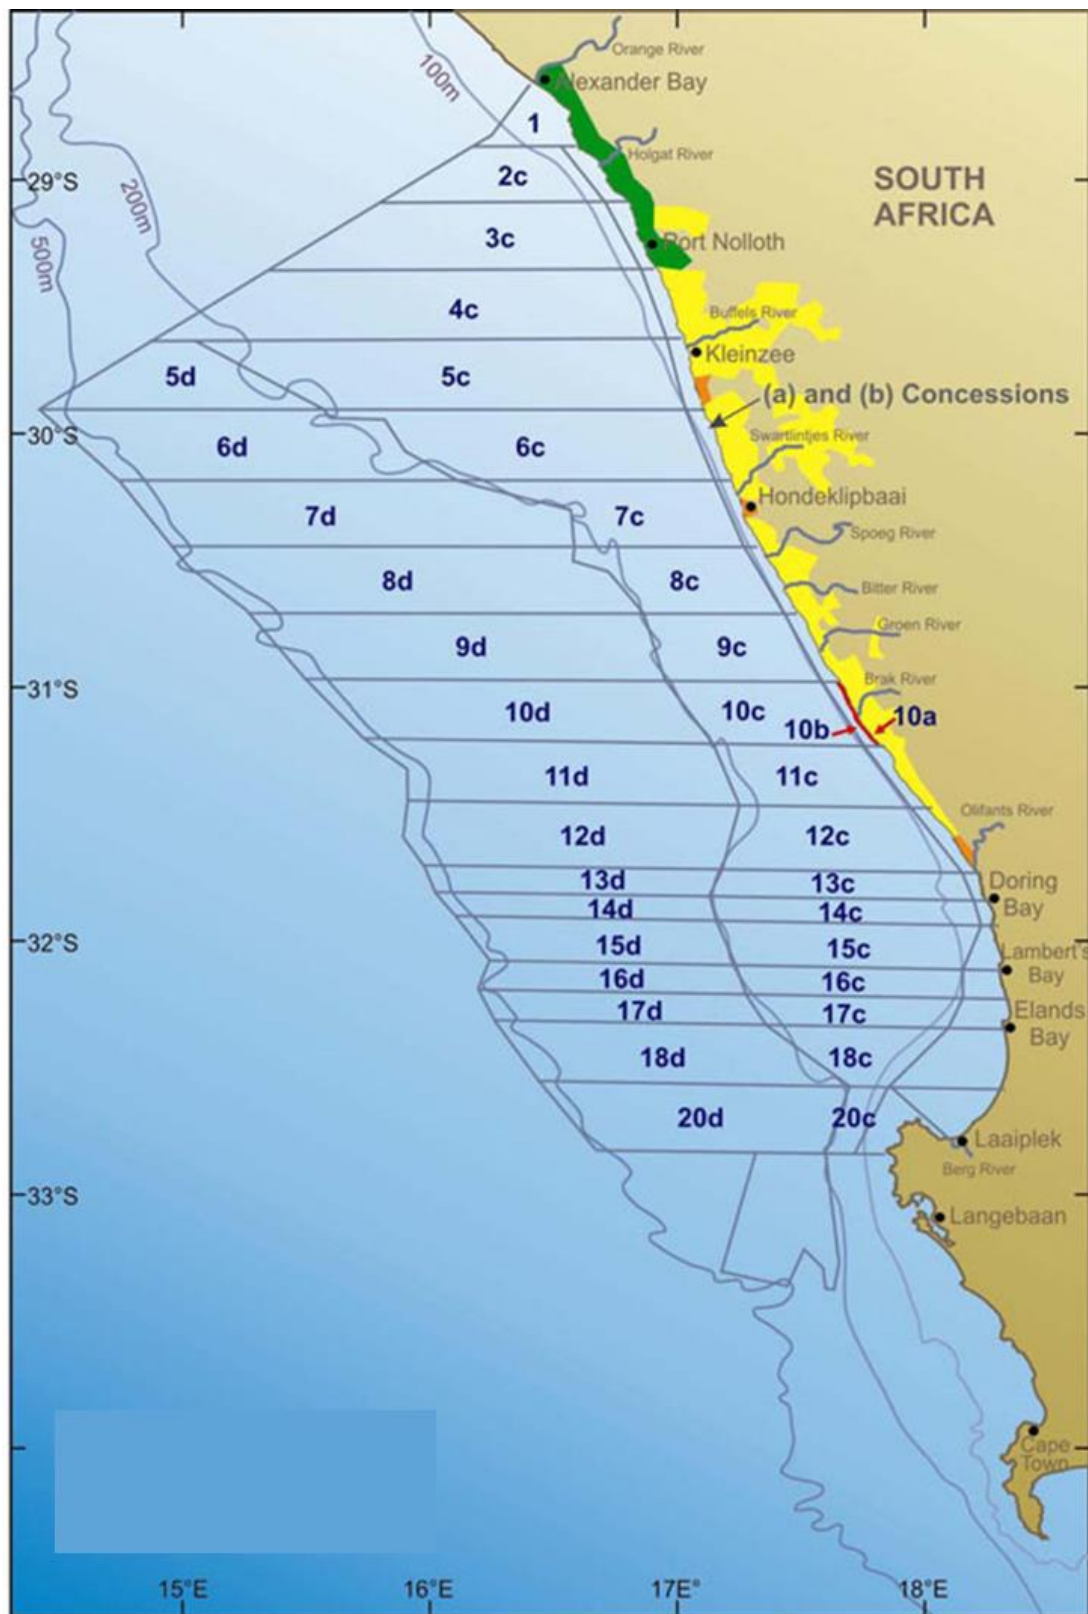 Orange River
100m
Alexander Bay
1
Holgat River
29°S
2c
SOUTH
AFRICA
200m
3c
Port Nolloth
500m
4c
Buffels River
Kleinzee
5d
5c
(a) and (b) Concessions
30°S
6d
6c
Swartlintjes River
Hondeklipbaai
7d
7c
Spoeg River
8d
8c
Bitter River
Groen River
9d
9c
31°S
Brak River
10d
10c
10b
10a
11d
11c
Olifants River
12d
12c
13d
13c
Doring
Bay
14d
14c
32°S
15d
15c
Lambert's
Bay
16d
16c
17d
17c
Elands
Bay
18d
18c
20d
20c
Laaiplek
Berg River
33°S
Langebaan
Cape
Town
15°E
16°E
17°E
18°E